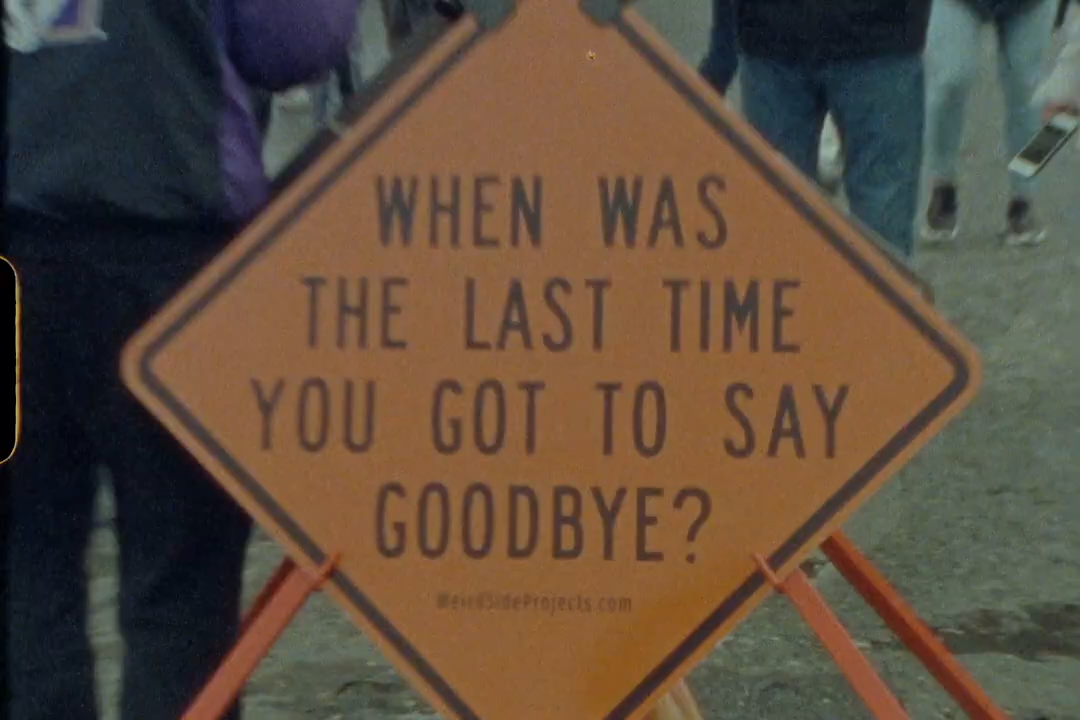 WHEN WAS
THE LAST TIME
YOU GOT TO SAY
GOODBYE?
WeirdSideProjects.com